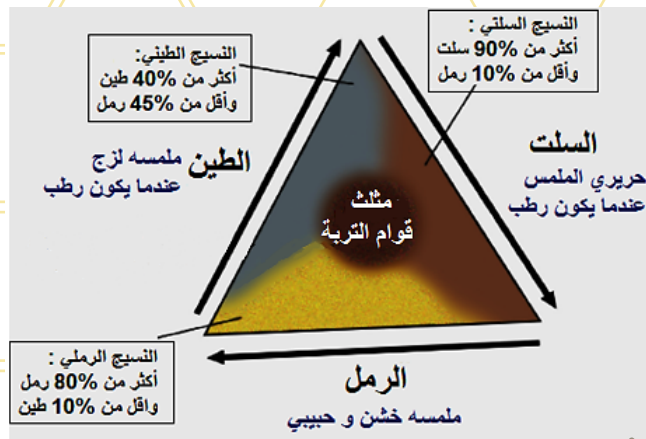 النسيج السلتي :
أكثر من 90% سلت
وأقل من 10% رمل
النسيج الطيني:
أكثر من 40% طين
وأقل من 45% رمل
السلت
حريري الملمس
عندما يكون رطب
الطين
ملمسه لزج
عندما يكون رطب
مثلث
قوام التربة
النسيج الرملي :
أكثر من 80% رمل
واقل من 10% طين
الرمل
ملمسه خشن و حبيبي